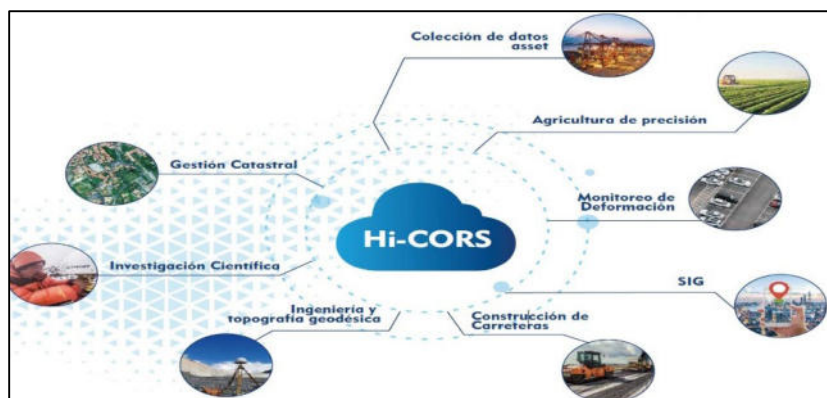 Colección de datos
asset
Agricultura de precisión
Gestión Catastral
Monitoreo de
Deformación
Hi-CORS
Investigación Científica
SIG
Ingeniería y
topografía geodésica
Construcción de
Carreteras